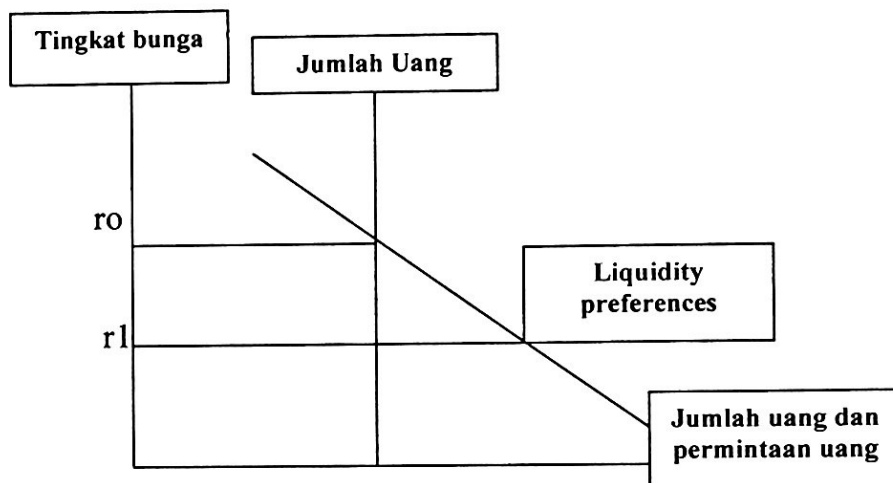 Tingkat bunga
Jumlah Uang
ro
Liquidity
preferences
r1
Jumlah uang dan
permintaan uang